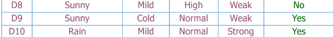 D8 Sunny Mild High Weak No
D9 Sunny Cold Normal Weak Yes
D10 Rain Mild Normal Strong Yes